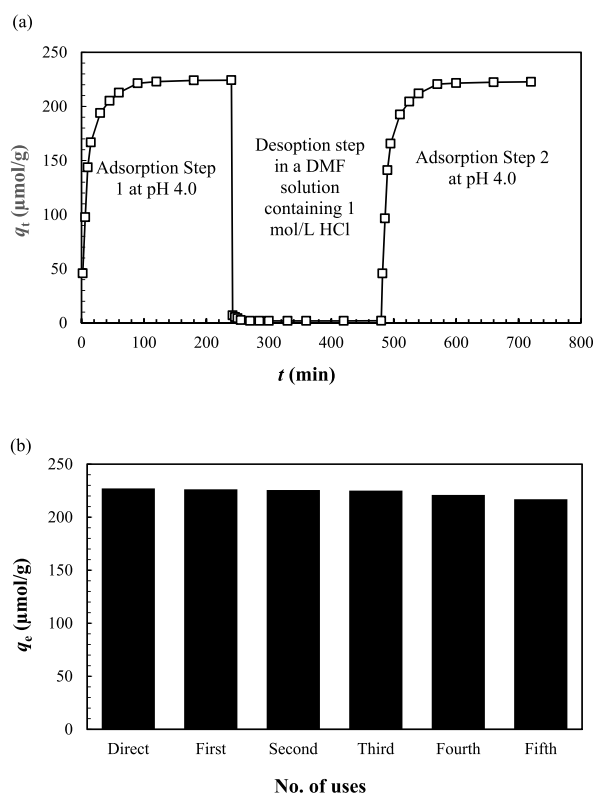 (a)
250
200
150
100
50
0
qt (μmol/g)
Adsorption Step
1 at pH 4.0
Desoption step
in a DMF
solution
containing 1
mol/L HCl
Adsorption Step 2
at pH 4.0
0 100 200 300 400 500 600 700 800
t (min)
(b)
250
200
150
100
50
0
qe (μmol/g)
Direct First Second Third Fourth Fifth
No. of uses